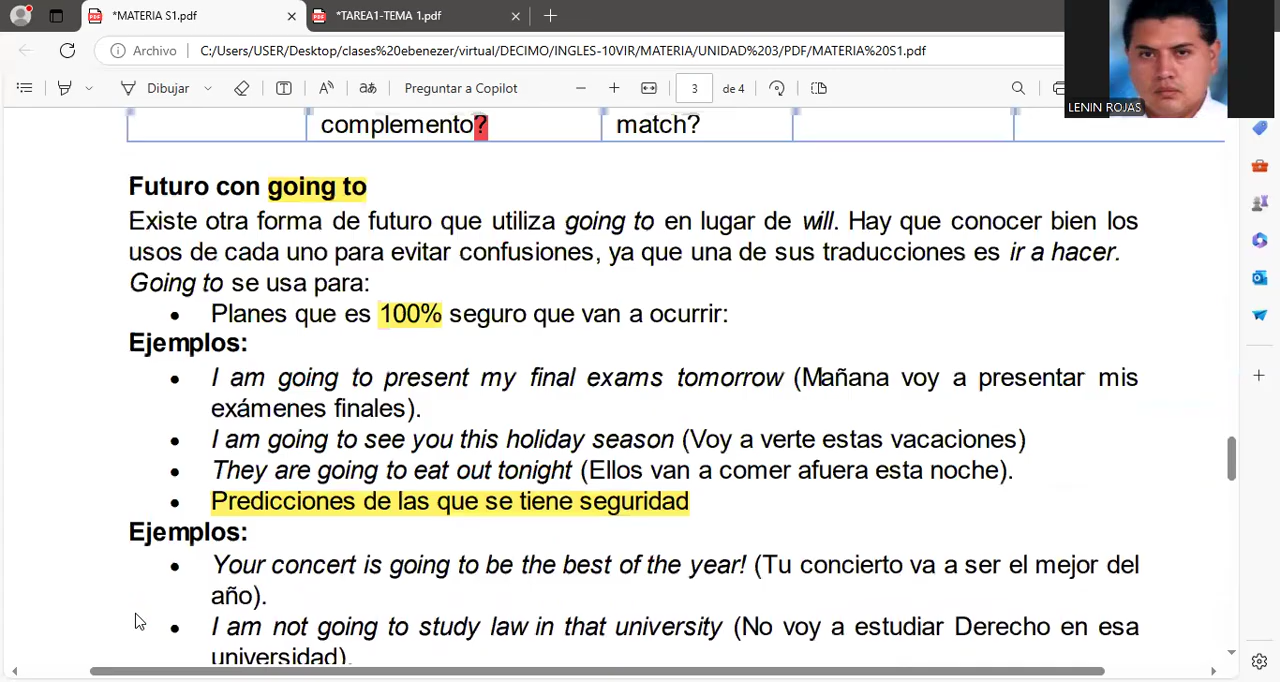 *MATERIA S1.pdf
*TAREA1-TEMA 1.pdf
Archivo
C:/Users/USER/Desktop/clases%20ebenezer/virtual/DECIMO/INGLES-10VIR/MATERIA/UNIDAD%203/PDF/MATERIA%20S1.pdf
Dibujar
aあ
Preguntar a Copilot
3
de 4
LENIN ROJAS
complemento?
match?
Futuro con going to
Existe otra forma de futuro que utiliza going to en lugar de will. Hay que conocer bien los
usos de cada uno para evitar confusiones, ya que una de sus traducciones es ir a hacer.
Going to se usa para:
• Planes que es 100% seguro que van a ocurrir:
Ejemplos:
• I am going to present my final exams tomorrow (Mañana voy a presentar mis
exámenes finales).
• I am going to see you this holiday season (Voy a verte estas vacaciones)
• They are going to eat out tonight (Ellos van a comer afuera esta noche).
• Predicciones de las que se tiene seguridad
Ejemplos:
• Your concert is going to be the best of the year! (Tu concierto va a ser el mejor del
año).
• I am not going to study law in that university (No voy a estudiar Derecho en esa
universidad).